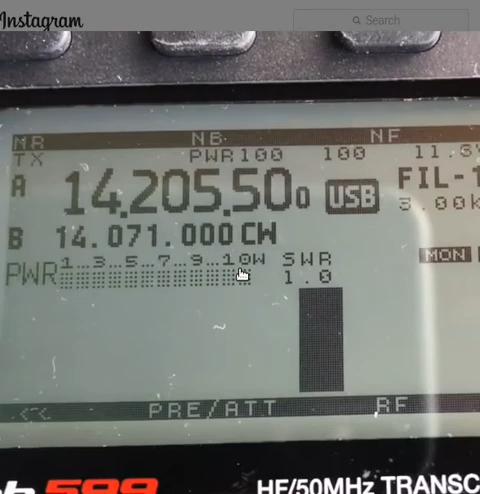 Instagram
Search
MR NB NF
TX PWR100 100 11.
A 14.205.500 USB FIL-1
3.00k
B 14.071.000 CW
1...3...5...7...9...10W SWR
PWR 1.0
MON
<< PRE/ATT RF
599
HF/50MHz TRANSC